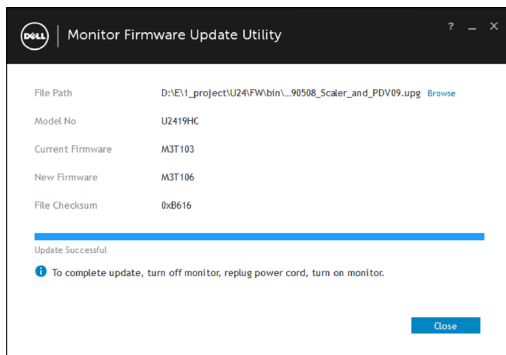 DELL Monitor Firmware Update Utility ?
File Path D:\E\1_project\U24\FW\bin\...90508_Scaler_and_PDV09.upg Browse
Model No U2419HC
Current Firmware M3T103
New Firmware M3T106
File Checksum 0xB616
Update Successful
To complete update, turn off monitor, replug power cord, turn on monitor.
Close